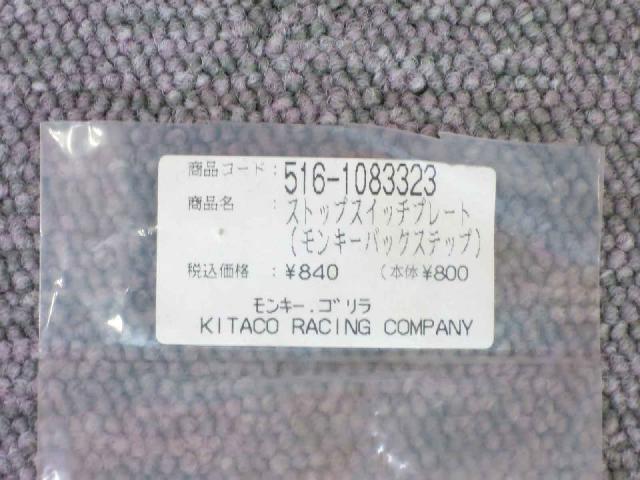 商品コード : 516-1083323
商品名 : ストップスイッチプレート
(モンキーバックステップ)
税込価格 : ¥840 (本体¥800
モンキー.ゴリラ
KITACO RACING COMPANY